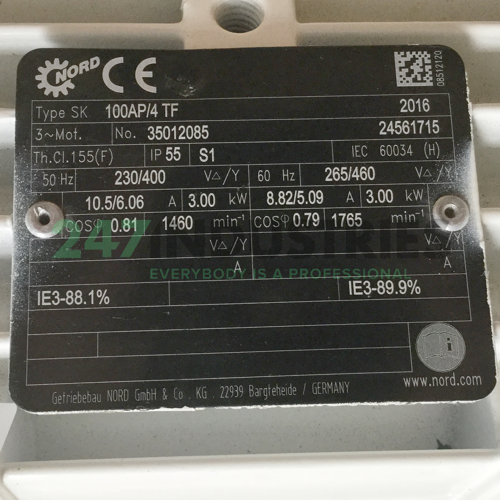 NORD CE
08512120
Type SK 100AP/4 TF 2016
3~Mot. No. 35012085 24561715
Th.Cl.155(F) IP 55 S1 IEC 60034 (H)
50 Hz 230/400 V△/Y 60 Hz 265/460 V△/Y
10.5/6.06 A 3.00 kW 8.82/5.09 A 3.00 kW
cosφ 0.81 1460 min⁻¹ cosφ 0.79 1765 min⁻¹
V△/Y V△/Y
247 INDUSTRIE
A A
EVERYBODY IS A PEACEMAKER
IE3-88.1% IE3-89.9%
www.nord.com
Getriebebau NORD GmbH & Co. KG. 22939 Bargteheide / GERMANY